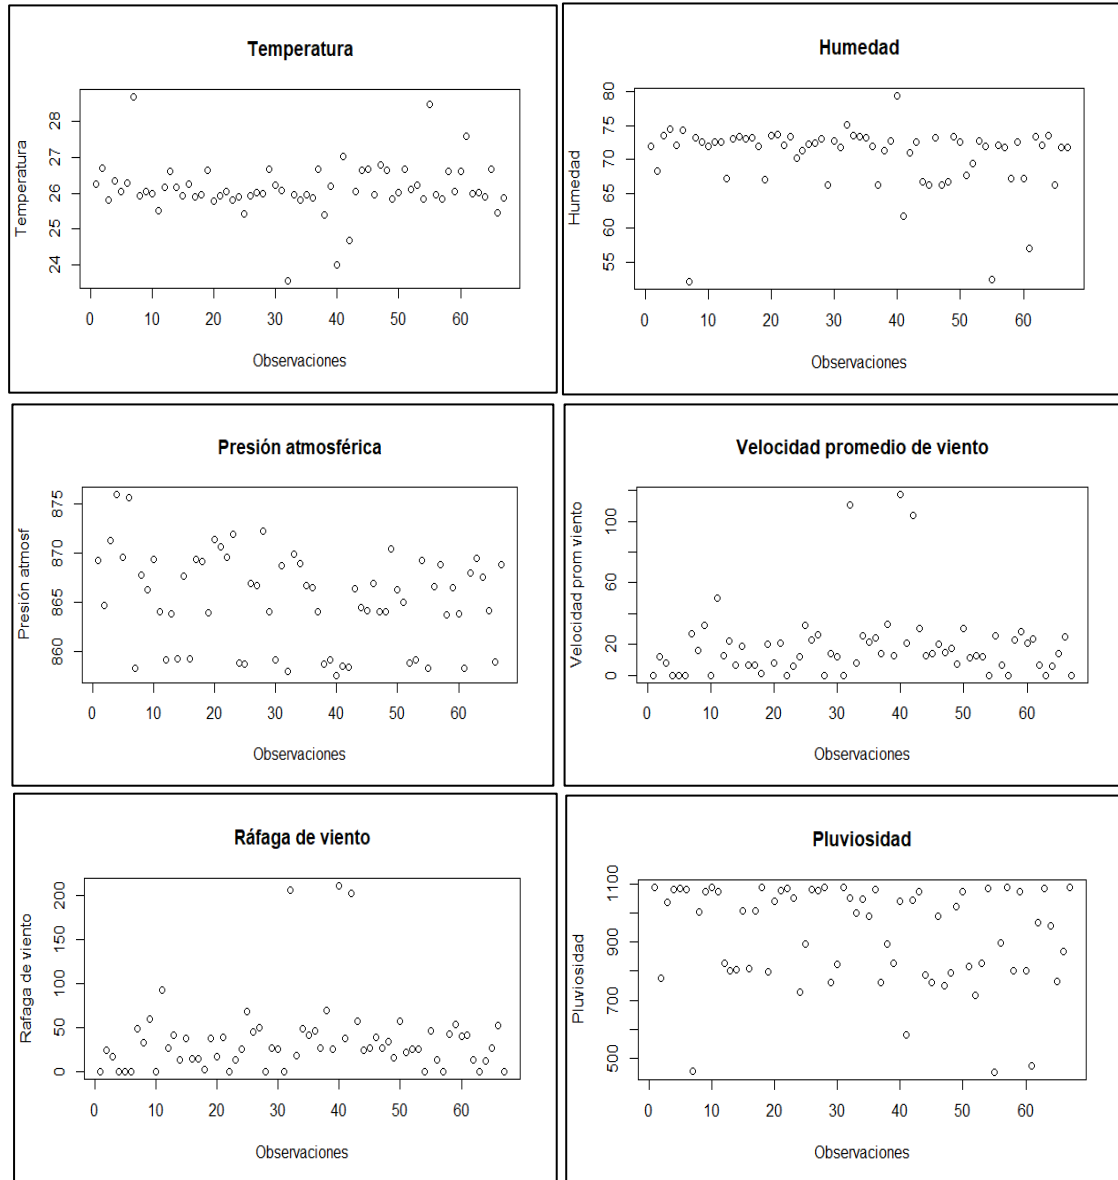 Temperatura
Temperatura
24 25 26 27 28
0 10 20 30 40 50 60
Observaciones
Humedad
Humedad
55 60 65 70 75 80
0 10 20 30 40 50 60
Observaciones
Presión atmosférica
Presión atmosf
860 865 870 875
0 10 20 30 40 50 60
Observaciones
Velocidad promedio de viento
Velocidad prom viento
0 20 60 100
0 10 20 30 40 50 60
Observaciones
Ráfaga de viento
Rafaga de viento
0 50 100 150 200
0 10 20 30 40 50 60
Observaciones
Pluviosidad
Pluviosidad
500 700 900 1100
0 10 20 30 40 50 60
Observaciones